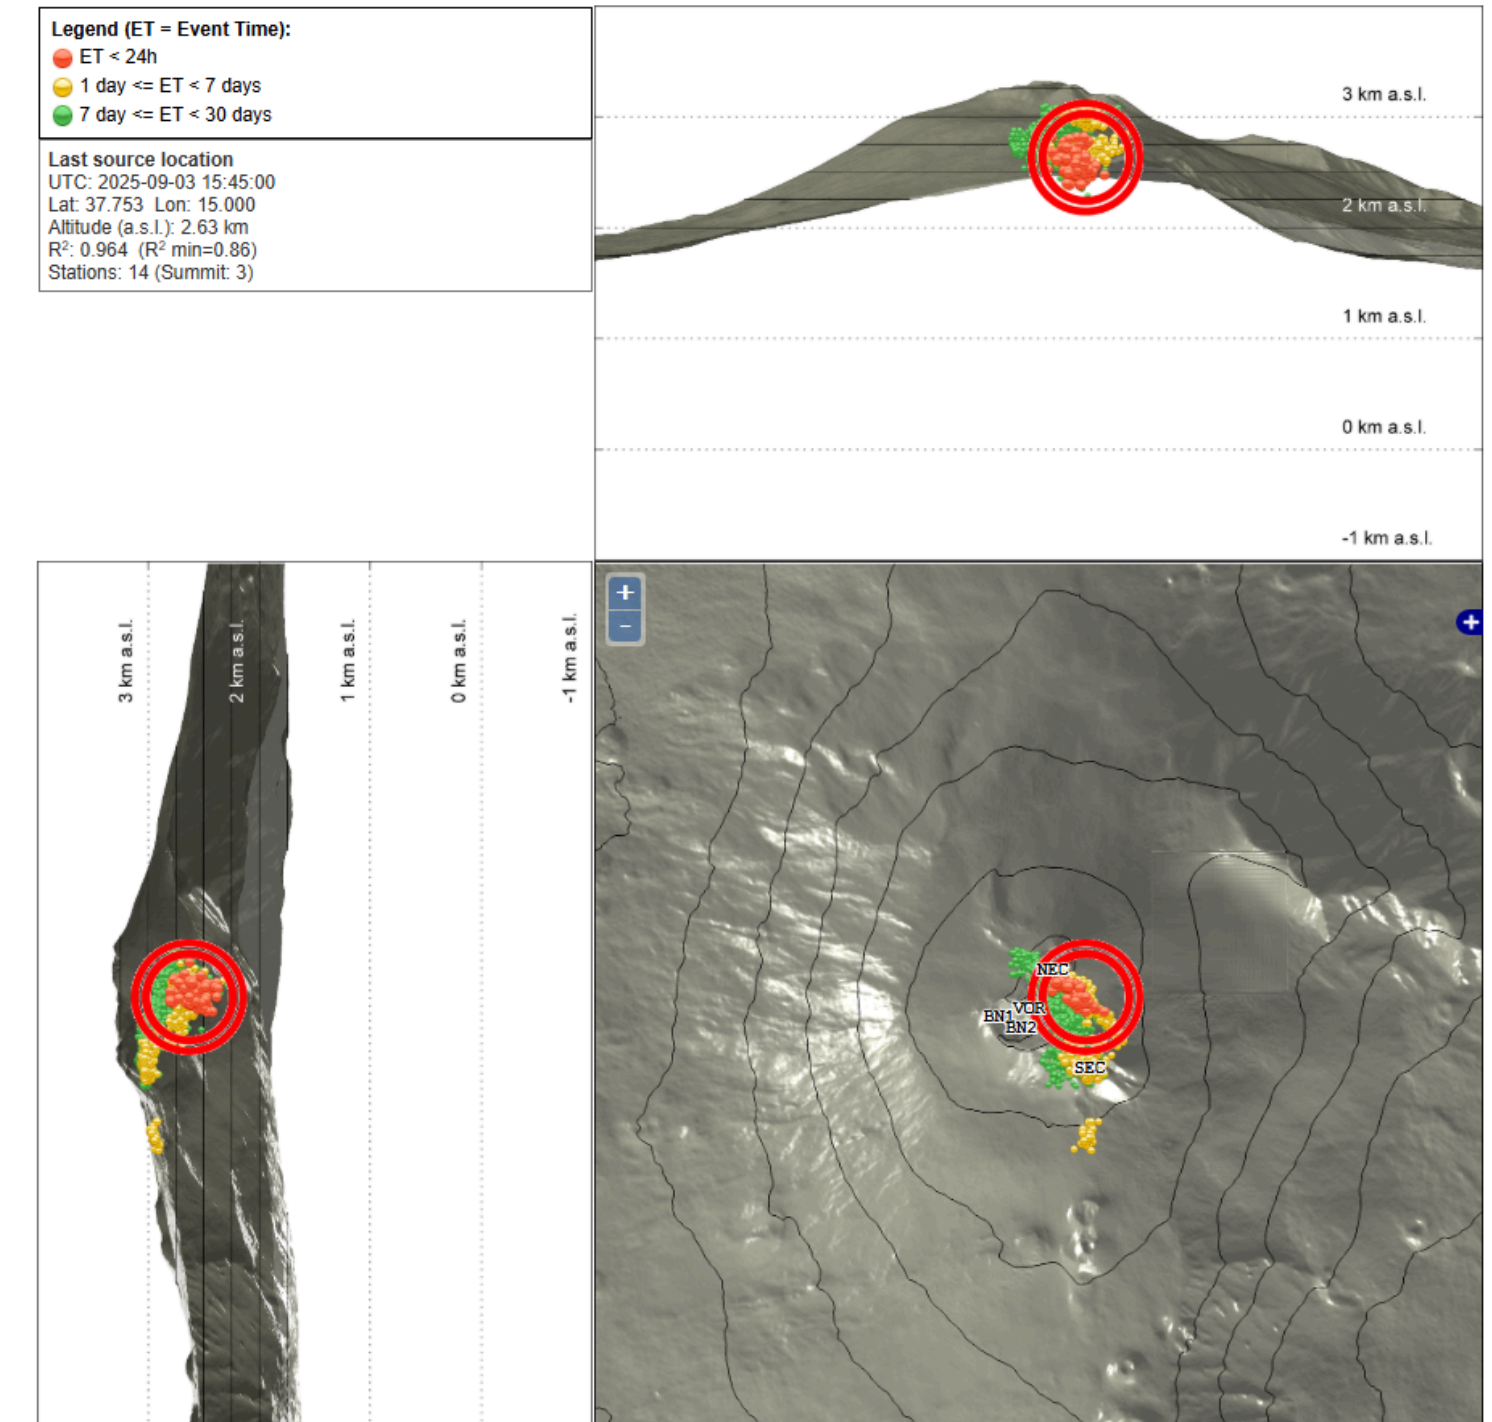 Legend (ET = Event Time):
ET < 24h
1 day <= ET < 7 days
7 day <= ET < 30 days
Last source location
UTC: 2025-09-03 15:45:00
Lat: 37.753 Lon: 15.000
Altitude (a.s.l.): 2.63 km
R²: 0.964 (R² min=0.86)
Stations: 14 (Summit: 3)
3 km a.s.l.
2 km a.s.l.
1 km a.s.l.
0 km a.s.l.
-1 km a.s.l.
3 km a.s.l.
2 km a.s.l.
1 km a.s.l.
0 km a.s.l.
-1 km a.s.l.
+
-
+
NEC
VOR
BN1
BN2
SEC